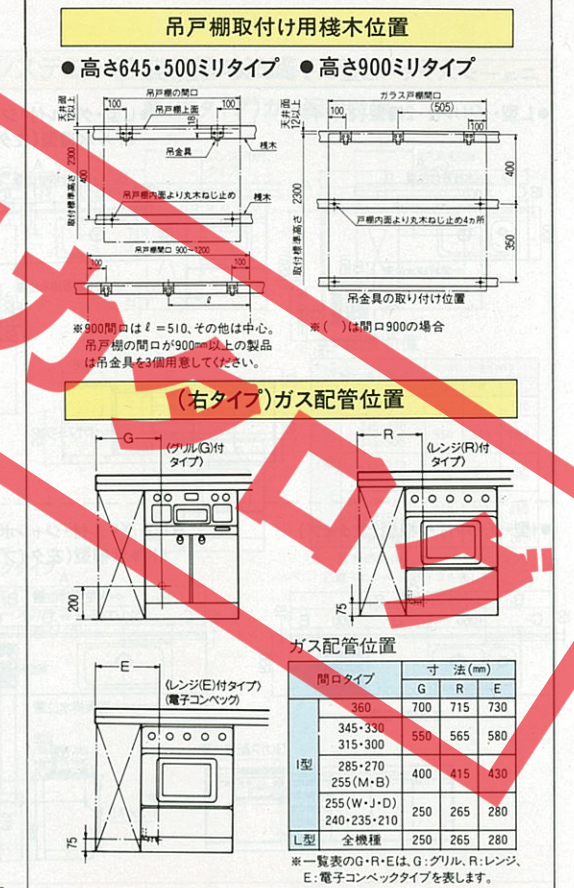 吊戸棚取付け用棧木位置
●高さ645・500ミリタイプ
●高さ900ミリタイプ
吊戸棚の間口
100
100
天井面
12以上
吊戸棚上面
18
吊金具
棧木
取付標準高さ 2300
400
吊戸棚内面より丸木ねじ止め
棧木
吊戸棚間口 900~1200
100
100
ℓ
※900間口はℓ=510、その他は中心。
吊戸棚の間口が900mm以上の製品
は吊金具を3個用意してください。
ガラス戸棚間口
100
(505)
100
天井面
12以上
取付標準高さ 2300
400
戸棚内面より丸木ねじ止め4ヵ所
350
吊金具の取り付け位置
※( )は間口900の場合
カタログ
(右タイプ)ガス配管位置
G
〈グリル(G)付
タイプ〉
200
R
〈レンジ(R)付
タイプ〉
75
E
〈レンジ(E)付タイプ〉
(電子コンベック)
75
ガス配管位置
間口タイプ 寸 法(mm)
G R E
I型 360 700 715 730
345・330
315・300 550 565 580
285・270
255(M・B) 400 415 430
255(W・J・D)
240・235・210 250 265 280
L型 全機種 250 265 280
※一覧表のG・R・Eは、G:グリル、R:レンジ、
E:電子コンベックタイプを表します。